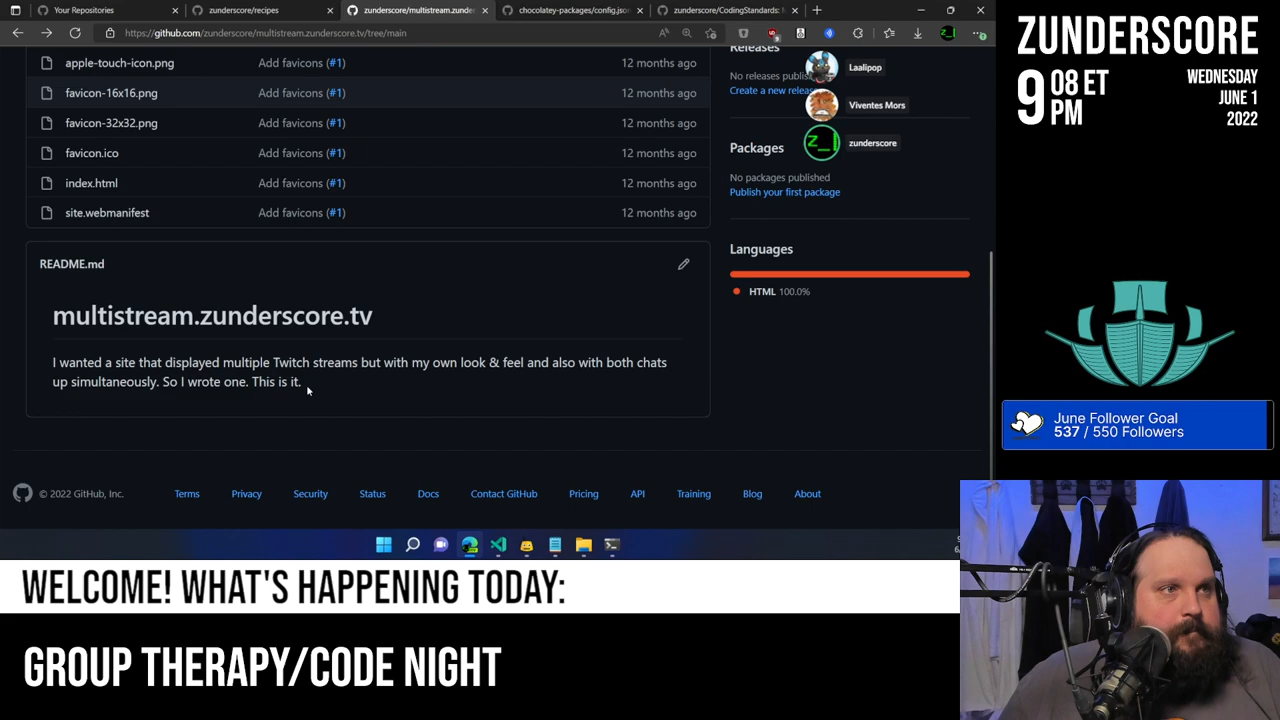 Your Repositories
zunderscore/recipes
zunderscore/multistream.zunde
chocolatey-packages/config.jso
zunderscore/CodingStandards: M
https://github.com/zunderscore/multistream.zunderscore.tv/tree/main
apple-touch-icon.png Add favicons (#1) 12 months ago
favicon-16x16.png Add favicons (#1) 12 months ago
favicon-32x32.png Add favicons (#1) 12 months ago
favicon.ico Add favicons (#1) 12 months ago
index.html Add favicons (#1) 12 months ago
site.webmanifest Add favicons (#1) 12 months ago
README.md
multistream.zunderscore.tv
I wanted a site that displayed multiple Twitch streams but with my own look & feel and also with both chats
up simultaneously. So I wrote one. This is it.
Releases
No releases publis
Create a new releas
Laalipop
Viventes Mors
zunderscore
Packages
No packages published
Publish your first package
Languages
HTML 100.0%
© 2022 GitHub, Inc. Terms Privacy Security Status Docs Contact GitHub Pricing API Training Blog About
ZUNDERSCORE
9 08 ET
PM
WEDNESDAY
JUNE 1
2022
June Follower Goal
537 / 550 Followers
WELCOME! WHAT'S HAPPENING TODAY:
GROUP THERAPY/CODE NIGHT